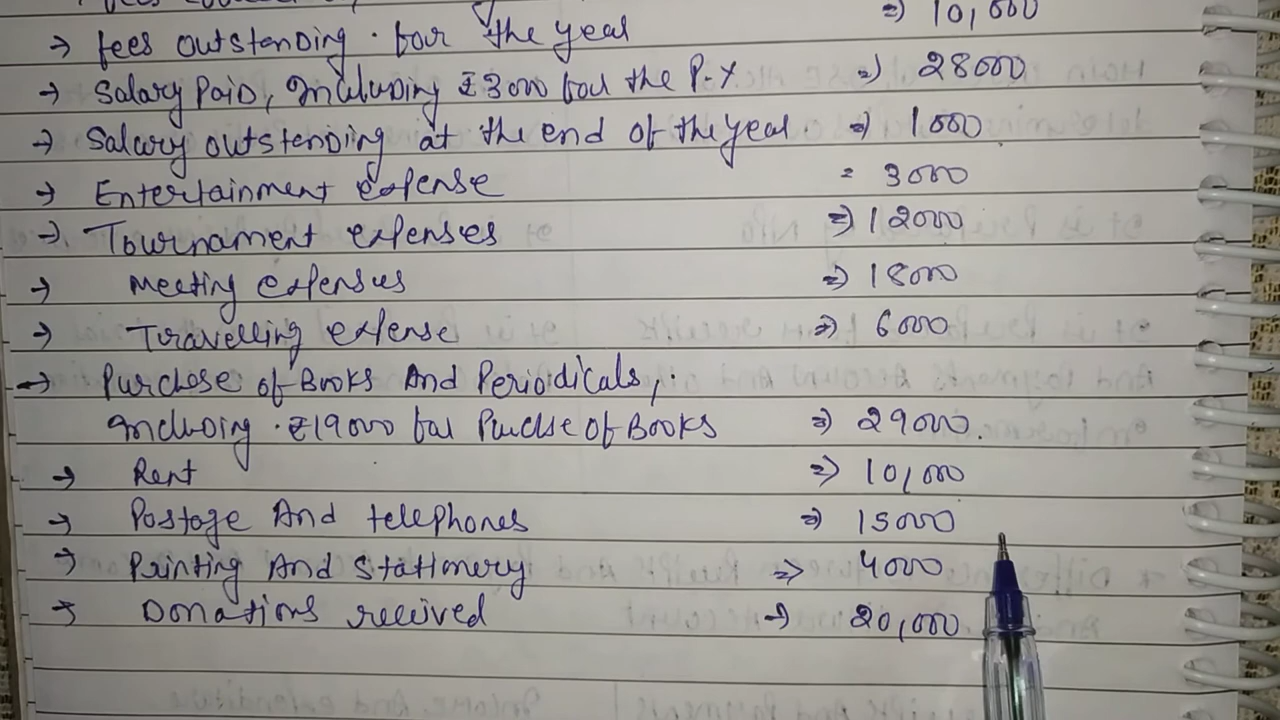 → fees outstanding. for the year ⇒ 10,000
→ Salary Paid, Including ₹3000 for the P.Y ⇒ 28000
→ Salary outstanding at the end of the year ⇒ 1000
→ Entertainment expense = 3000
→ Tournament expenses ⇒ 12000
→ meeting expenses ⇒ 18000
→ Travelling expense ⇒ 6000
→ Purchase of Books And Periodicals,
Including ₹19000 for Purchse of Books ⇒ 29000.
→ Rent ⇒ 10,000
→ Postage And telephones ⇒ 15000
→ Printing And Stationery ⇒ 4000
→ Donations received ⇒ 20,000